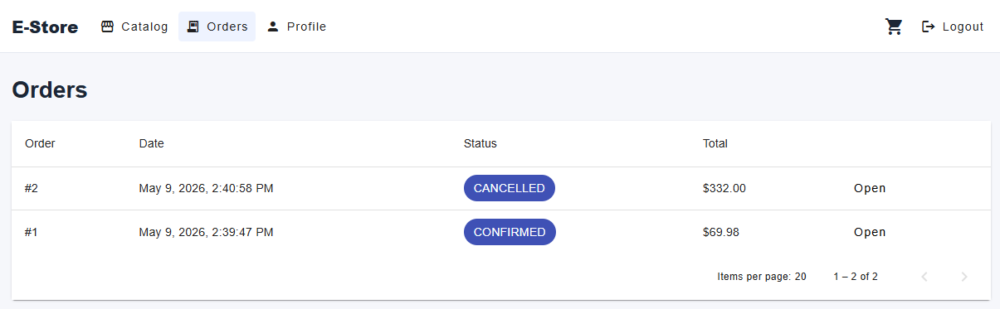 E-Store Catalog Orders Profile Logout
Orders
Order Date Status Total
#2 May 9, 2026, 2:40:58 PM CANCELLED $332.00 Open
#1 May 9, 2026, 2:39:47 PM CONFIRMED $69.98 Open
Items per page: 20 1 – 2 of 2